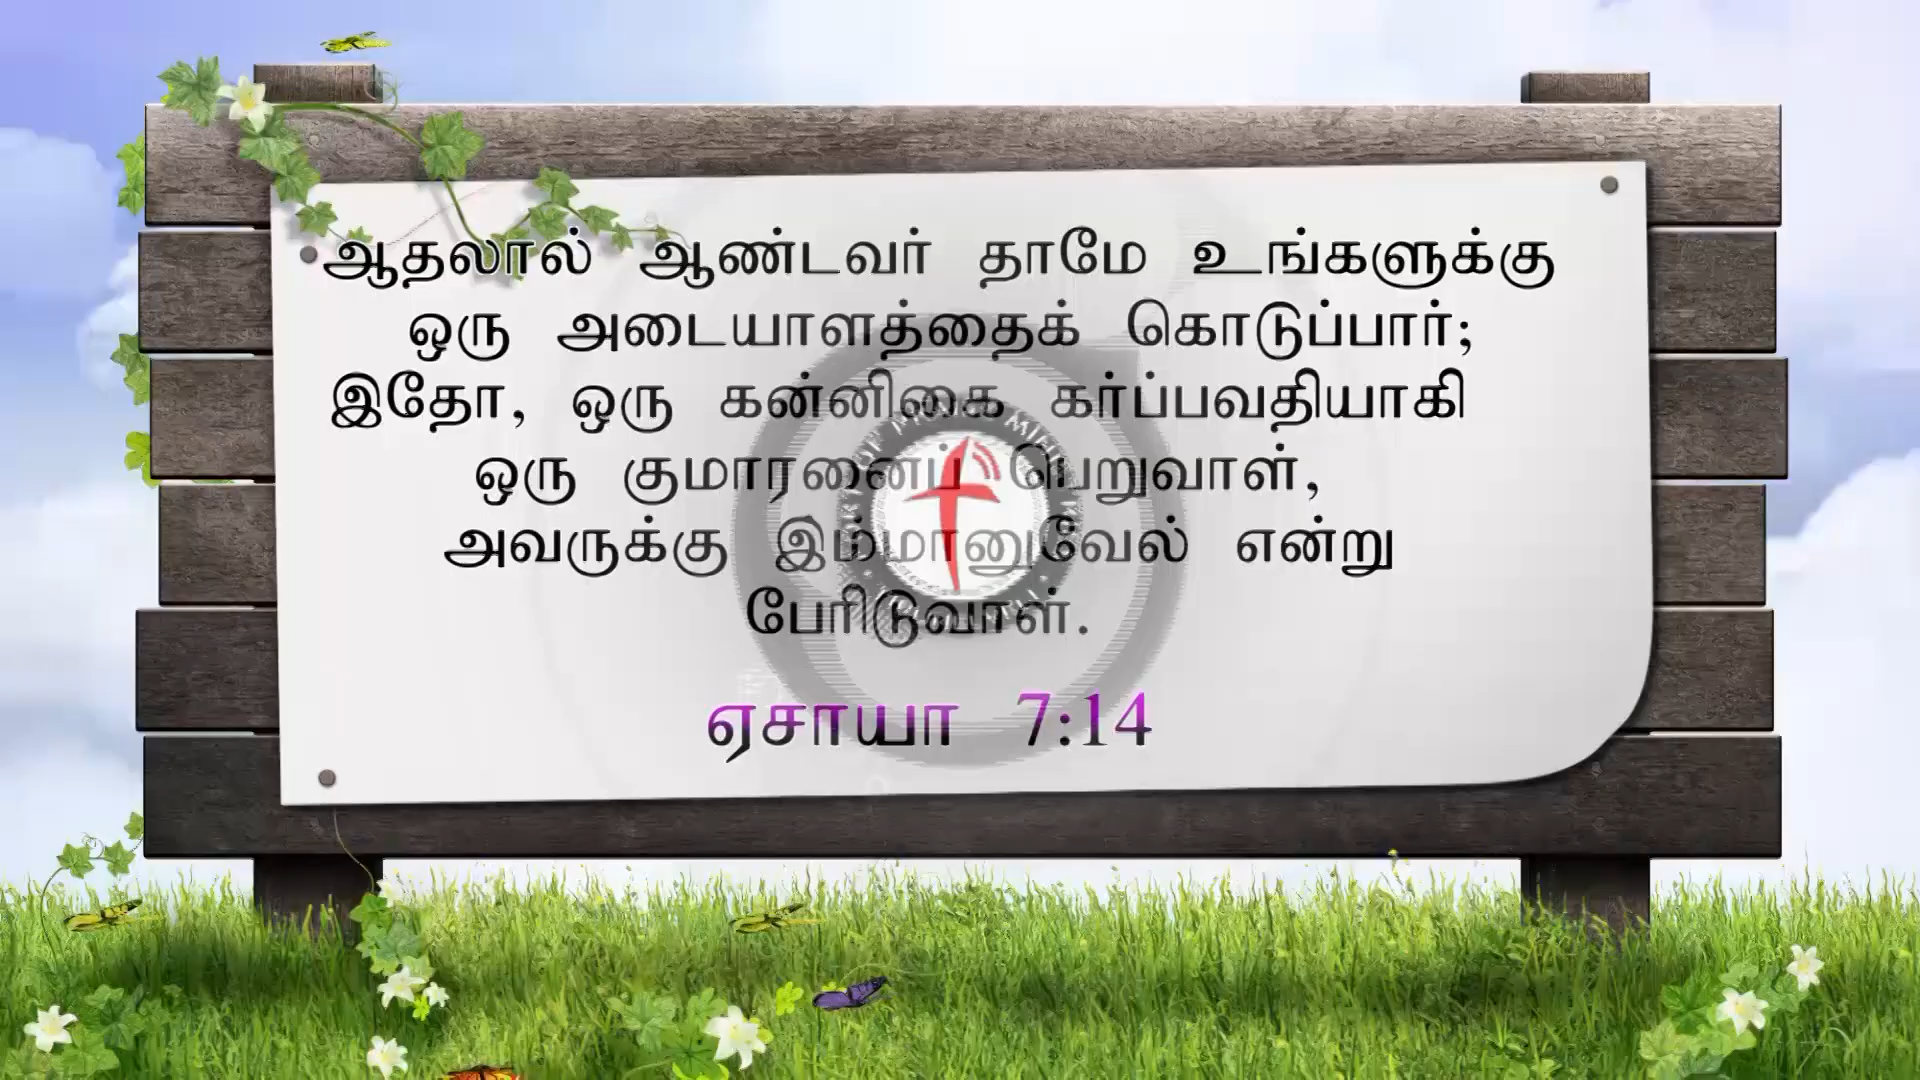 ஆதலால் ஆண்டவர் தாமே உங்களுக்கு
ஒரு அடையாளத்தைக் கொடுப்பார்;
இதோ, ஒரு கன்னிகை கர்ப்பவதியாகி
ஒரு குமாரனைப் பெறுவாள்,
அவருக்கு இம்மானுவேல் என்று
பேரிடுவாள்.
ஏசாயா 7:14